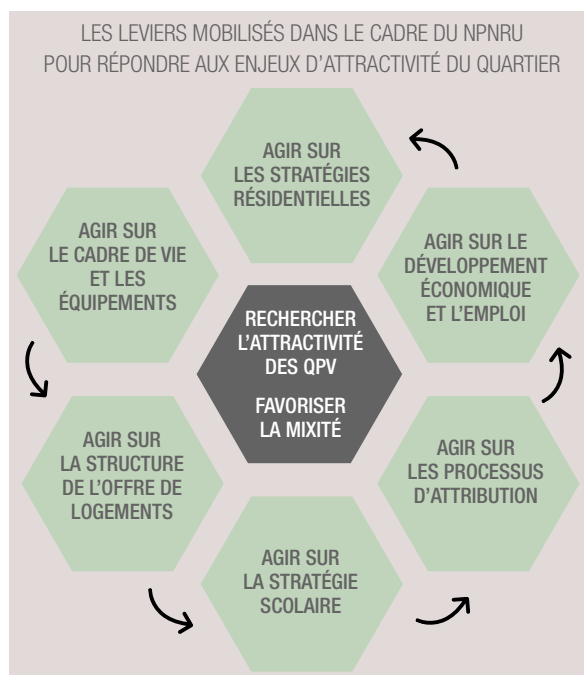 LES LEVIERS MOBILISÉS DANS LE CADRE DU NPNRU
POUR RÉPONDRE AUX ENJEUX D'ATTRACTIVITÉ DU QUARTIER
AGIR SUR
LES STRATÉGIES
RÉSIDENTIELLES
AGIR SUR
LE CADRE DE VIE
ET LES
ÉQUIPEMENTS
AGIR SUR LE
DÉVELOPPEMENT
ÉCONOMIQUE
ET L'EMPLOI
RECHERCHER
L'ATTRACTIVITÉ
DES QPV
FAVORISER
LA MIXITÉ
AGIR SUR
LA STRUCTURE
DE L'OFFRE DE
LOGEMENTS
AGIR SUR
LES PROCESSUS
D'ATTRIBUTION
AGIR SUR
LA STRATÉGIE
SCOLAIRE